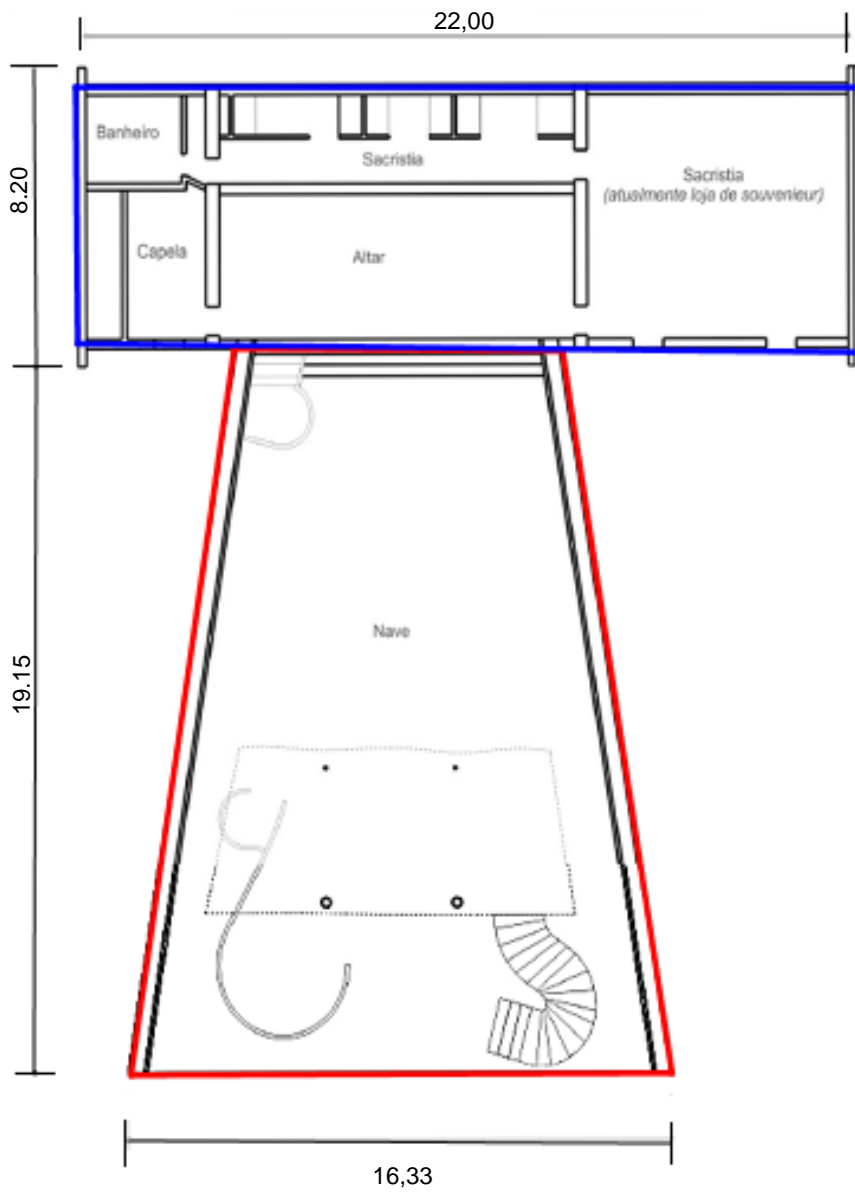 22,00
Banheiro
Sacristia
Sacristia
(atualmente loja de souvenieur)
8.20
Capela
Altar
Nave
19.15
16,33